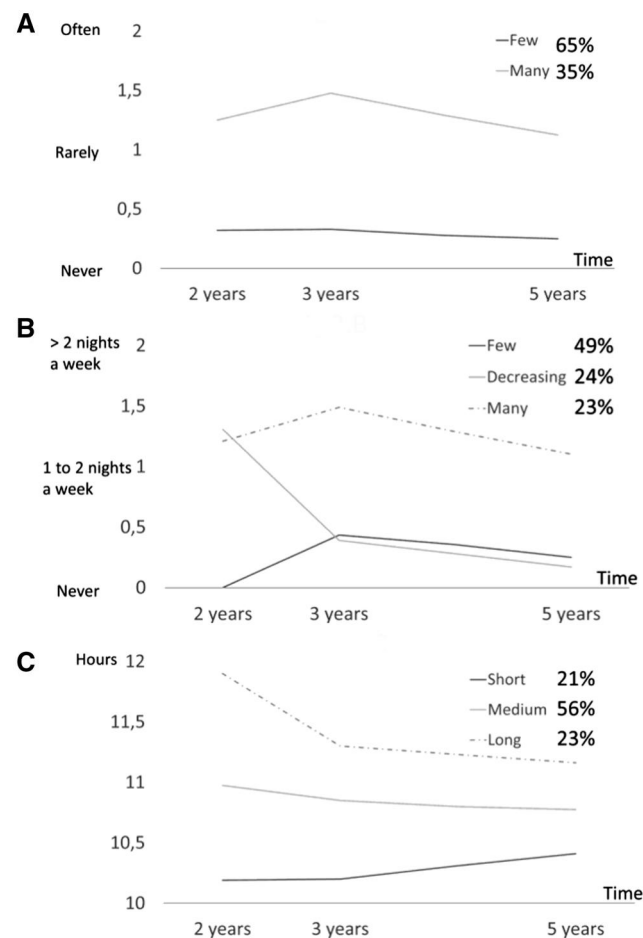 A
Often 2
Few 65%
Many 35%
1,5
Rarely 1
0,5
Never 0
Time
2 years 3 years 5 years
B
> 2 nights
a week
2
Few 49%
Decreasing 24%
Many 23%
1,5
1 to 2 nights
a week
1
0,5
Never 0
Time
2 years 3 years 5 years
C
Hours 12
Short 21%
Medium 56%
Long 23%
11,5
11
10,5
10
Time
2 years 3 years 5 years